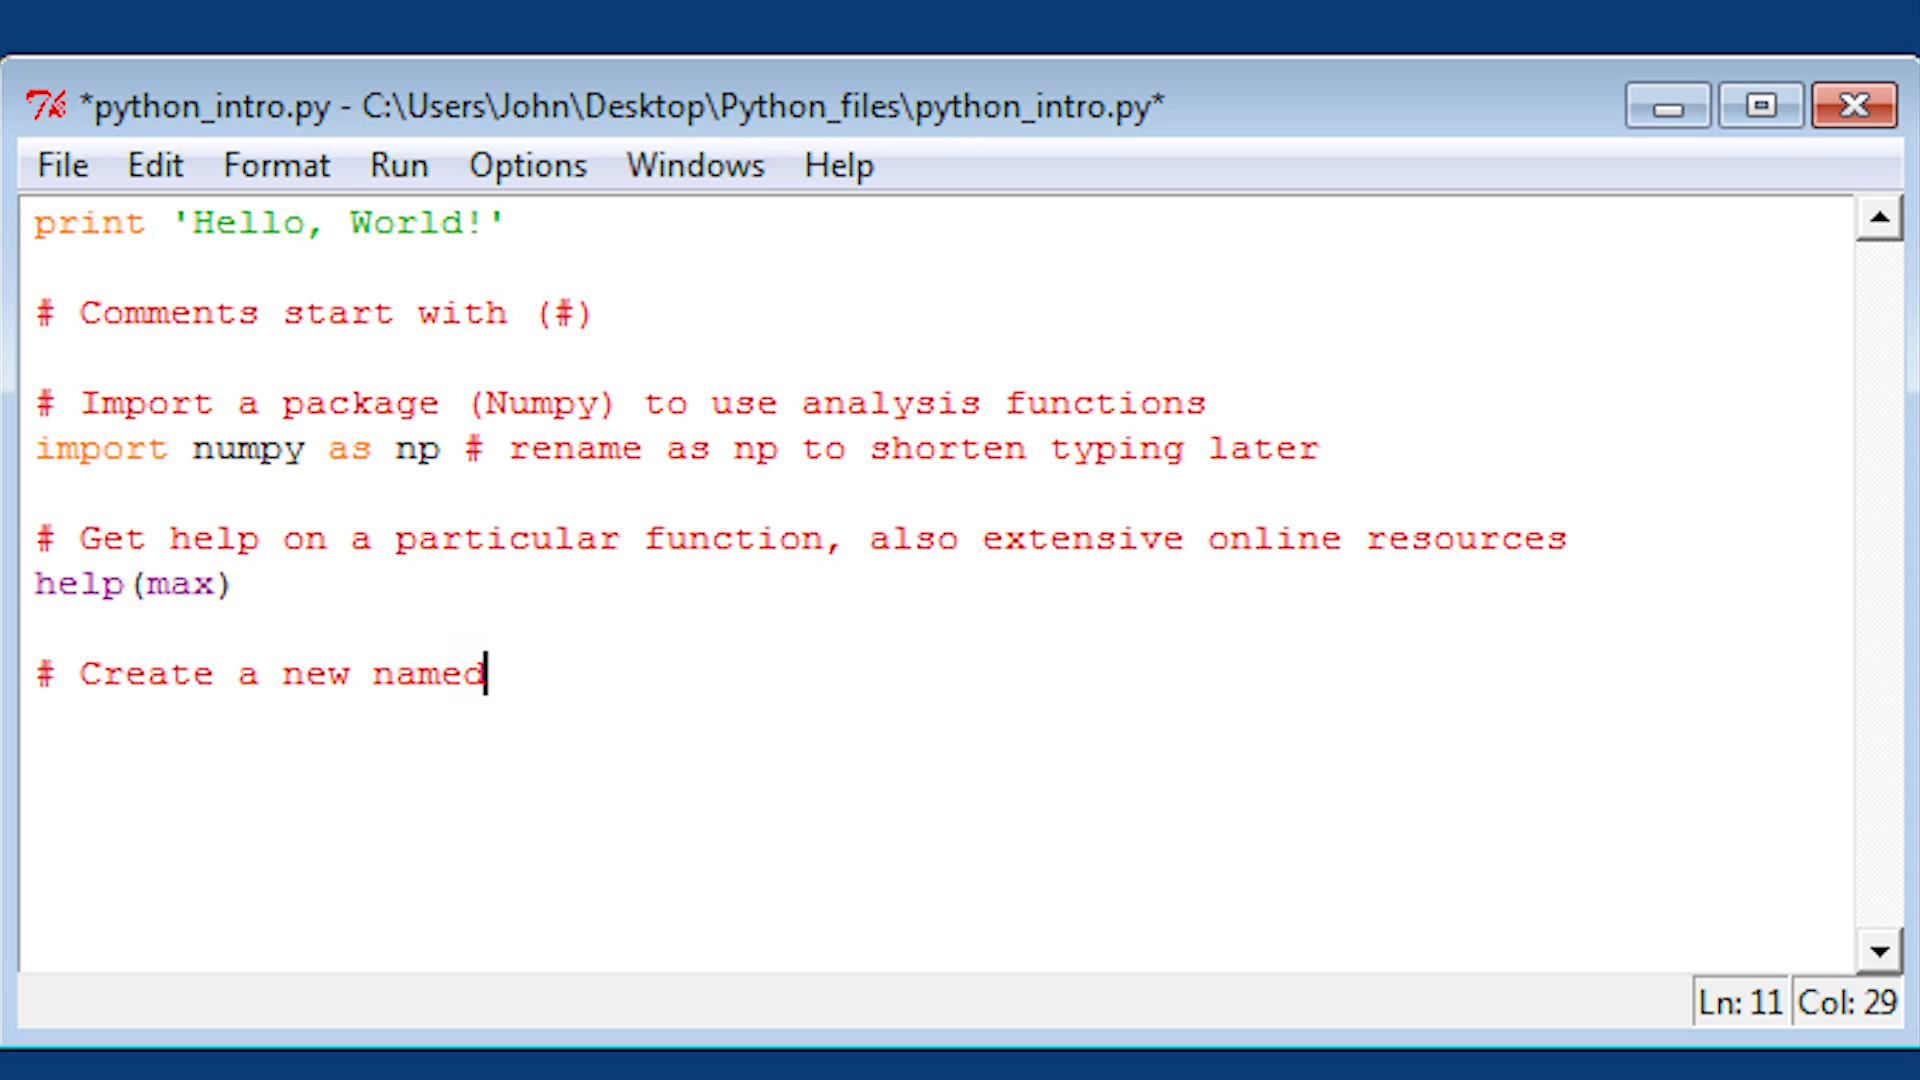 *python_intro.py - C:\Users\John\Desktop\Python_files\python_intro.py*
File Edit Format Run Options Windows Help
print 'Hello, World!'
# Comments start with (#)
# Import a package (Numpy) to use analysis functions
import numpy as np # rename as np to shorten typing later
# Get help on a particular function, also extensive online resources
help(max)
# Create a new named
Ln: 11 Col: 29